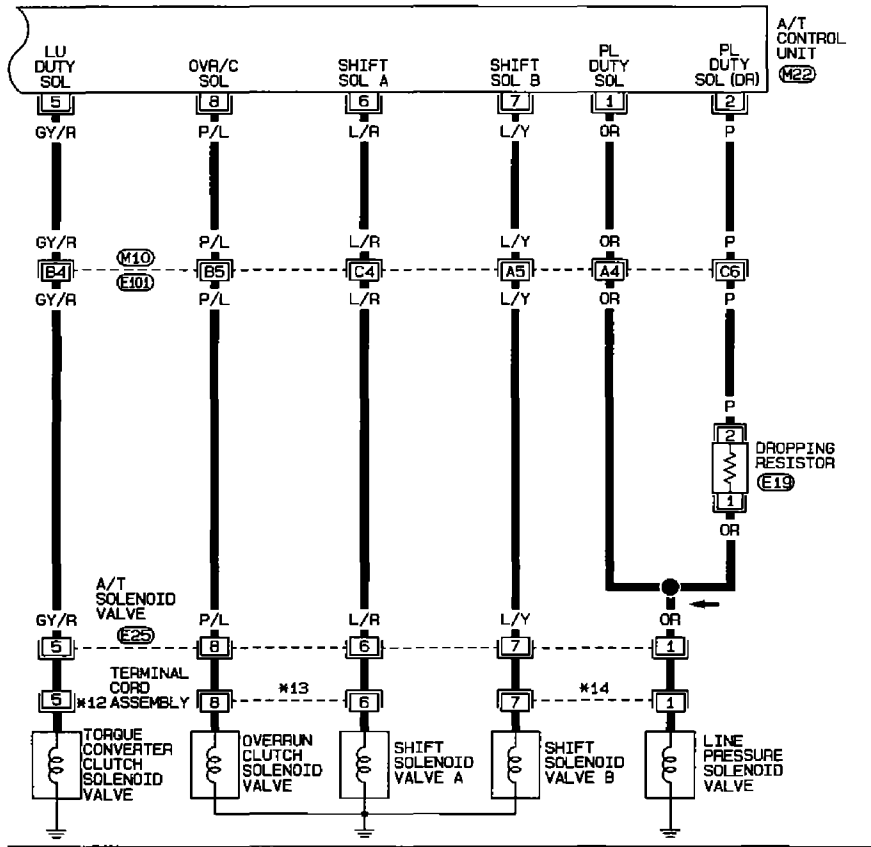 A/T
CONTROL
UNIT
M22
LU
DUTY
SOL
OVR/C
SOL
SHIFT
SOL A
SHIFT
SOL B
PL
DUTY
SOL
PL
DUTY
SOL (DR)
5 8 6 7 1 2
GY/R P/L L/R L/Y OR P
GY/R P/L L/R L/Y OR P
M10
B4 B5 C4 A5 A4 C6
E101
GY/R P/L L/R L/Y OR P
P
2
DROPPING
RESISTOR
E19
1
OR
A/T
SOLENOID
VALVE
E25
GY/R P/L L/R L/Y OR
5 8 6 7 1
TERMINAL
CORD
ASSEMBLY
*12 *13 *14
5 8 6 7 1
TORQUE
CONVERTER
CLUTCH
SOLENOID
VALVE
OVERRUN
CLUTCH
SOLENOID
VALVE
SHIFT
SOLENOID
VALVE A
SHIFT
SOLENOID
VALVE B
LINE
PRESSURE
SOLENOID
VALVE